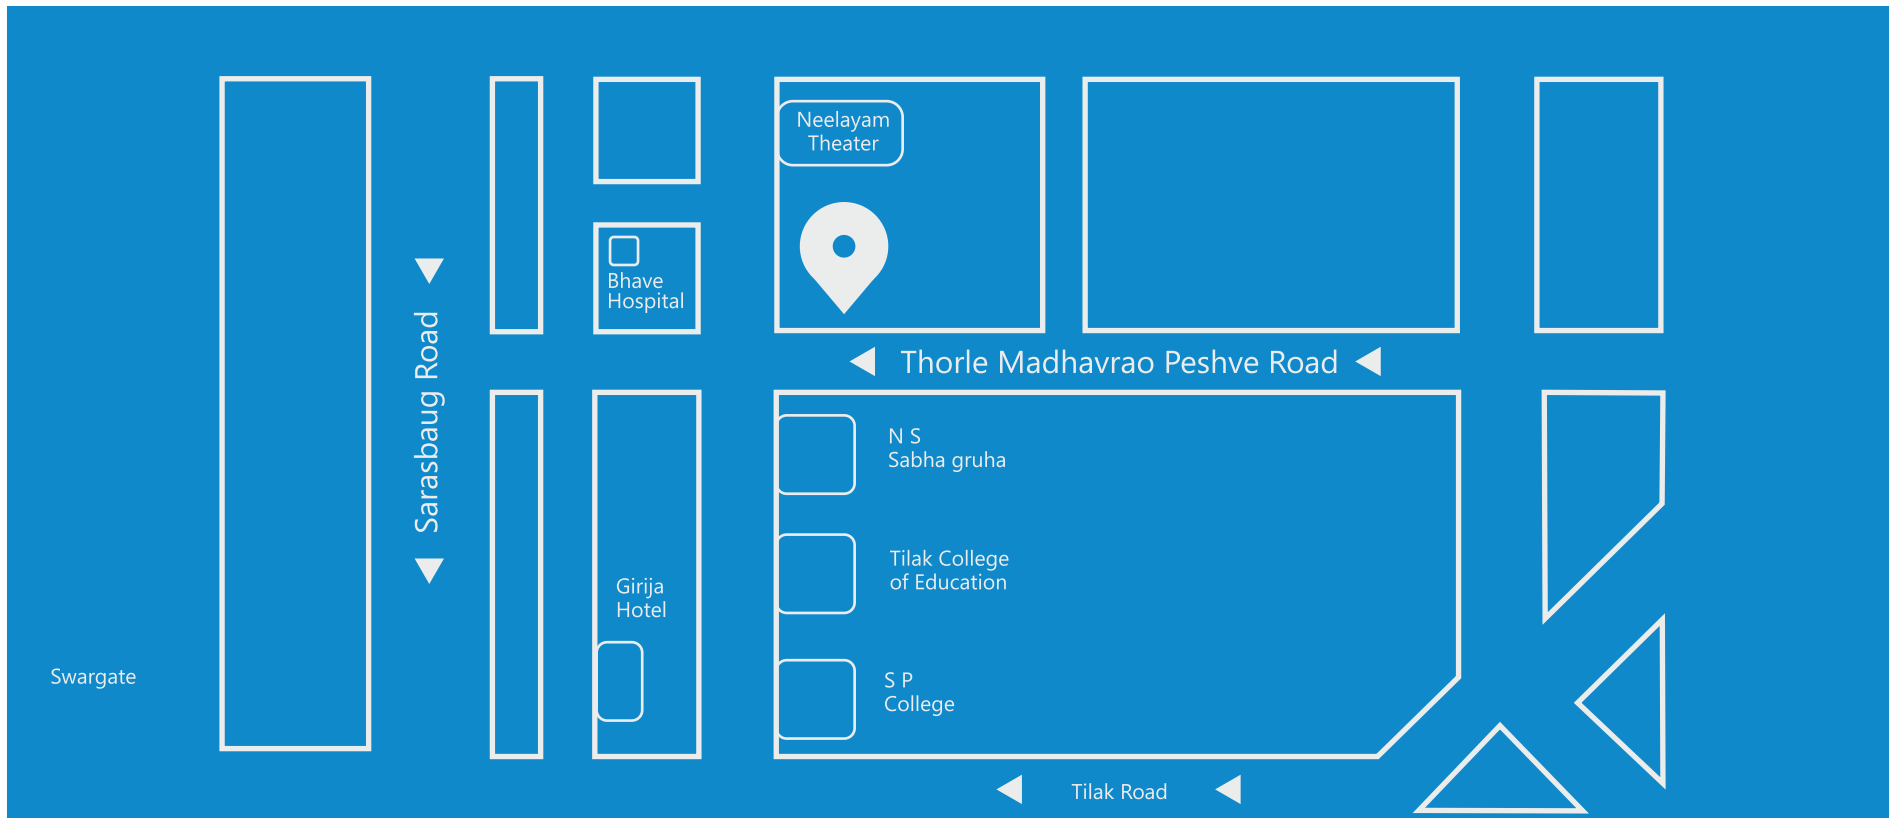 Neelayam
Theater
Bhave
Hospital
Sarasbaug Road
Thorle Madhavrao Peshve Road
N S
Sabha gruha
Tilak College
of Education
Girija
Hotel
Swargate
S P
College
Tilak Road